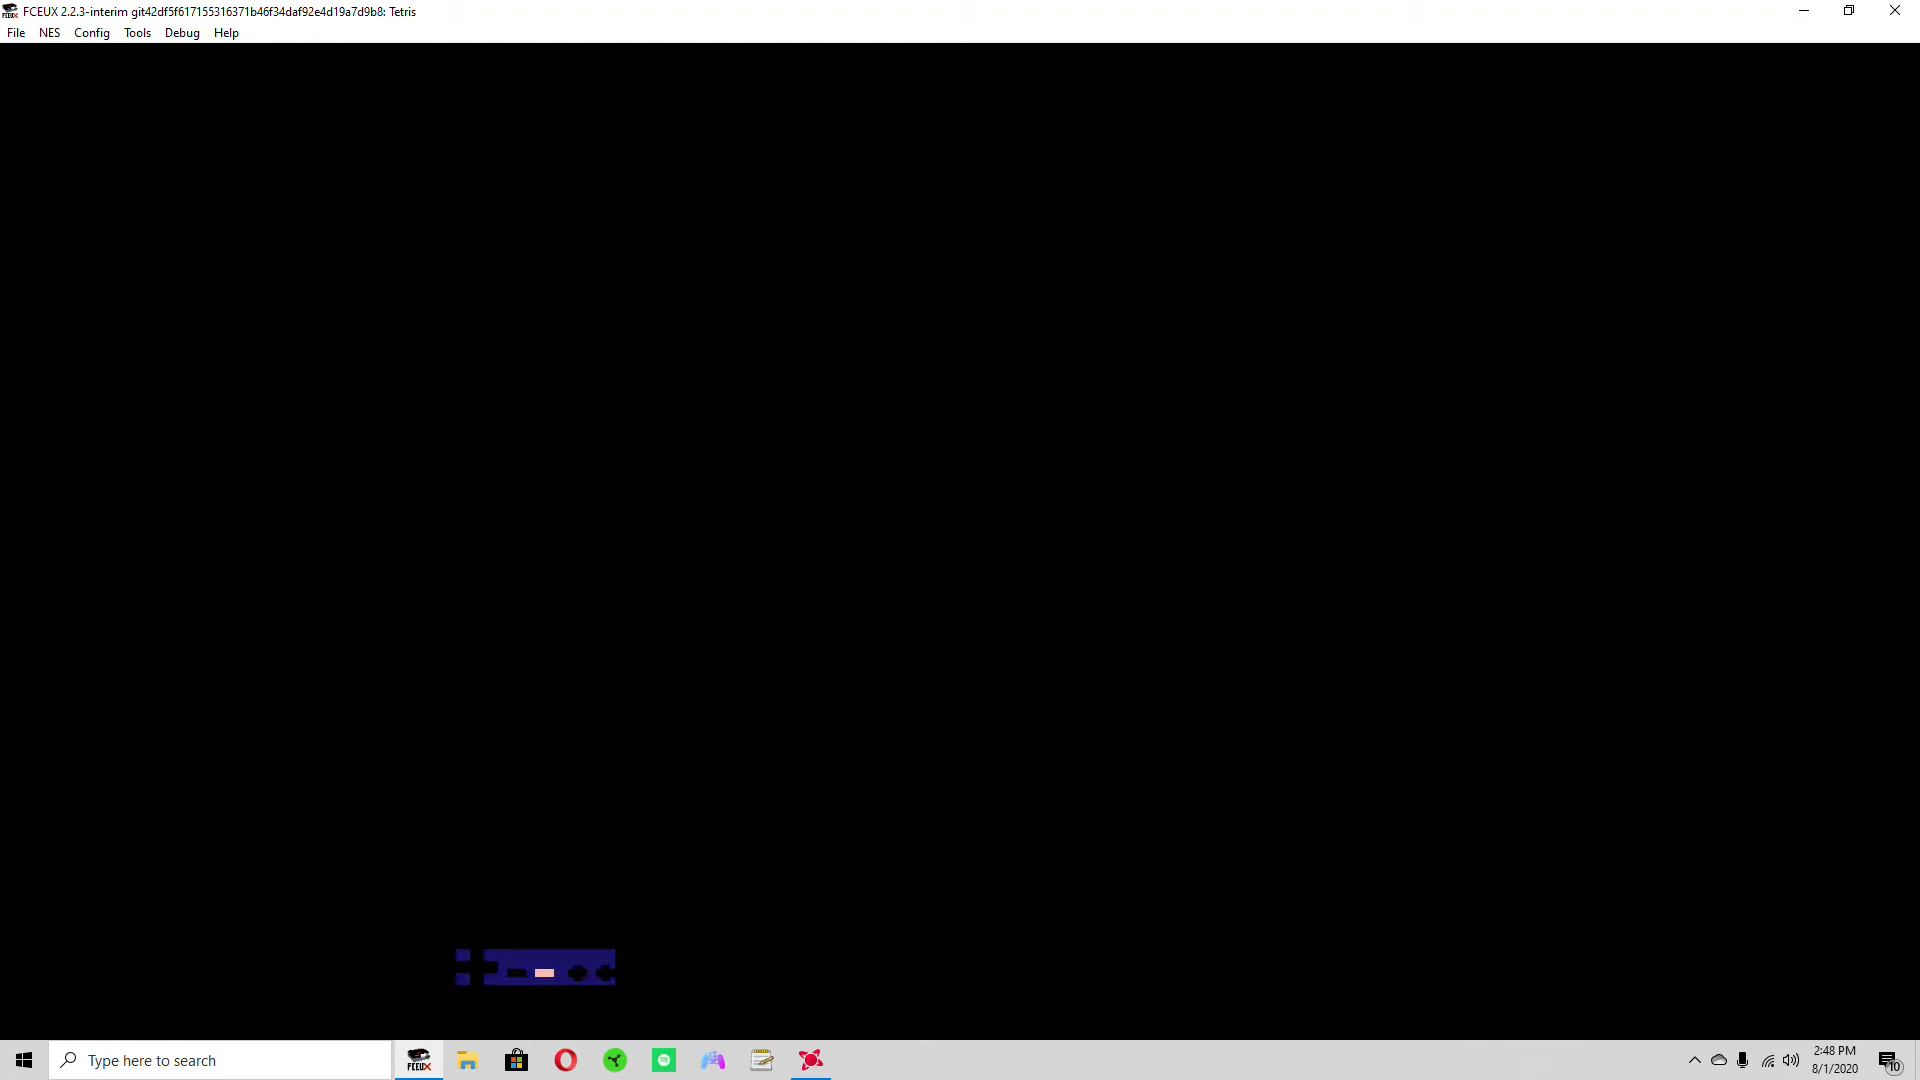 FCEUX 2.2.3-interim git42df5f617155316371b46f34daf92e4d19a7d9b8: Tetris
File NES Config Tools Debug Help
Type here to search
FCEUX
2:48 PM
8/1/2020
10